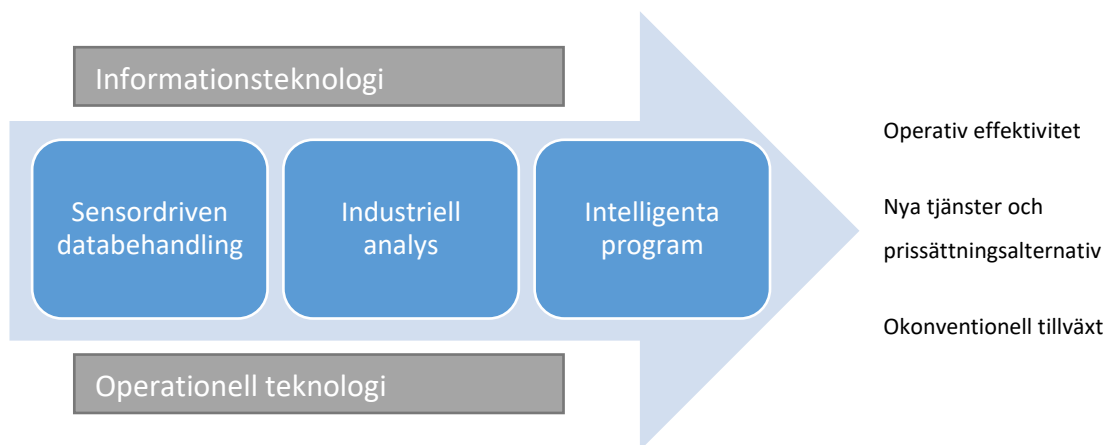 Informationsteknologi
Sensordriven
databehandling
Industriell
analys
Intelligenta
program
Operationell teknologi
Operativ effektivitet
Nya tjänster och
prissättningsalternativ
Okonventionell tillväxt